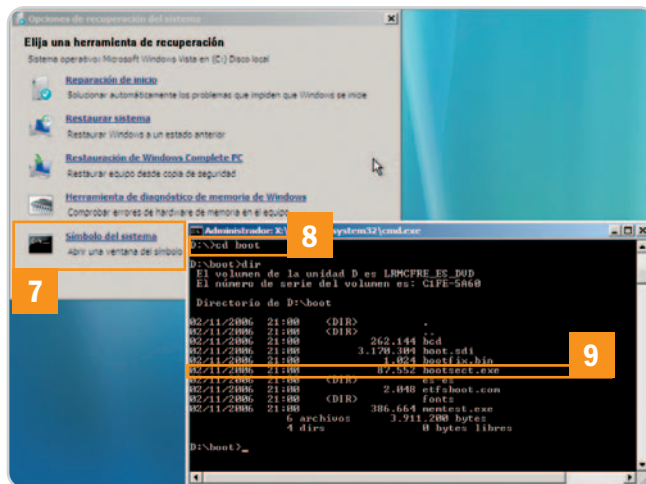 Opciones de recuperación del sistema
Elija una herramienta de recuperación
Sistema operativo: Microsoft Windows Vista en (C:) Disco local
Reparación de inicio
Solucionar automáticamente los problemas que impiden que Windows se inicie
Restaurar sistema
Restaurar Windows a un estado anterior
Restauración de Windows Complete PC
Restaurar equipo desde copia de seguridad
Herramienta de diagnóstico de memoria de Windows
Comprobar errores de hardware de memoria en el equipo
Símbolo del sistema
Abrir una ventana del símbolo
7
Administrador: X:\ system32\cmd.exe
D:\>cd boot
8
D:\boot>dir
El volumen de la unidad D es LRMCFRE_ES_DVD
El número de serie del volumen es: C1FE-5A60
Directorio de D:\boot
02/11/2006 21:00 <DIR> .
02/11/2006 21:00 <DIR> ..
02/11/2006 21:00 262.144 bcd
02/11/2006 21:00 3.170.304 boot.sdi
02/11/2006 21:00 1.024 bootfix.bin
02/11/2006 21:00 87.552 bootsect.exe
9
02/11/2006 21:00 <DIR> es-es
02/11/2006 21:00 2.048 etfsboot.com
02/11/2006 21:00 <DIR> fonts
02/11/2006 21:00 386.664 memtest.exe
6 archivos 3.911.200 bytes
4 dirs 0 bytes libres
D:\boot>_